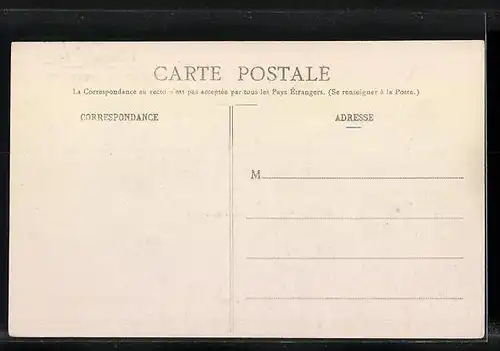 CARTE POSTALE
La Correspondance au recto n'est pas acceptée par tous les Pays Étrangers. (Se renseigner à la Poste.)
CORRESPONDANCE
ADRESSE
M